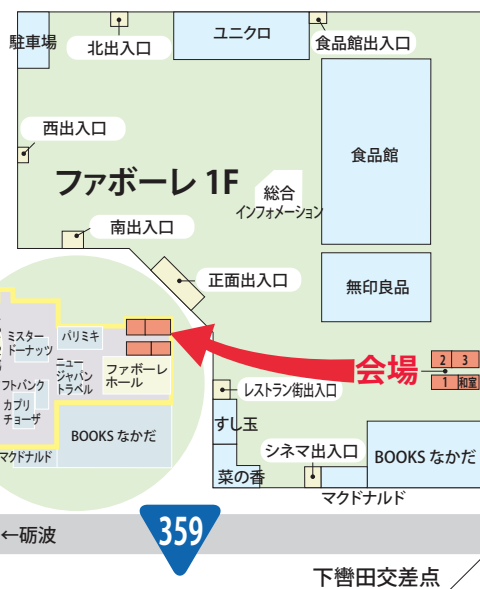 駐車場
北出入口
ユニクロ
食品館出入口
西出入口
食品館
ファボーレ 1F
総合
インフォメーション
南出入口
正面出入口
無印良品
ミスター
ドーナッツ
パリミキ
ニュー
ジャパン
トラベル
ファボーレ
ホール
フトバンク
カプリ
チョーザ
マクドナルド
BOOKS なかだ
会場
2 3
1 和室
レストラン街出入口
すし玉
菜の香
シネマ出入口
BOOKS なかだ
マクドナルド
←砺波
359
下轡田交差点